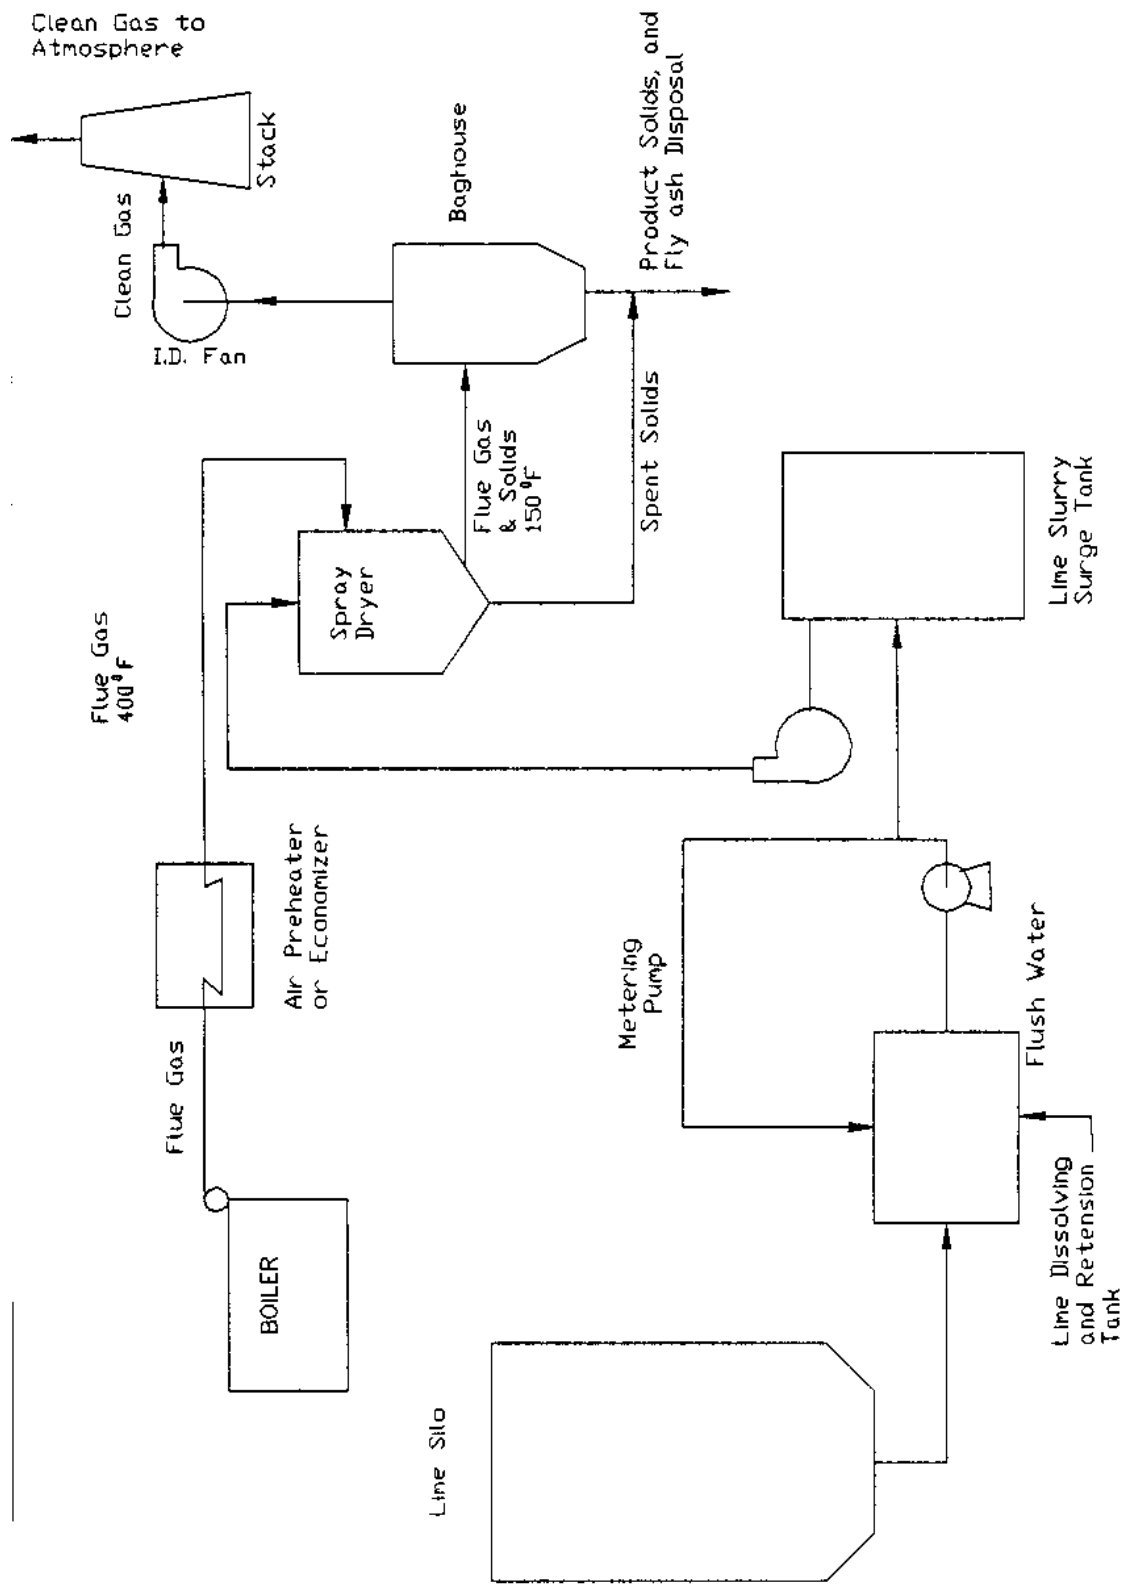 Clean Gas to
Atmosphere
Stack
Clean Gas
I.D. Fan
Baghouse
Product Solids, and
Fly ash Disposal
Flue Gas
& Solids
150°F
Spent Solids
Spray
Dryer
Flue Gas
400°F
Lime Slurry
Surge Tank
Air Preheater
or Economizer
Flue Gas
BOILER
Metering
Pump
Flush Water
Lime Dissolving
and Retension
Tank
Lime Silo